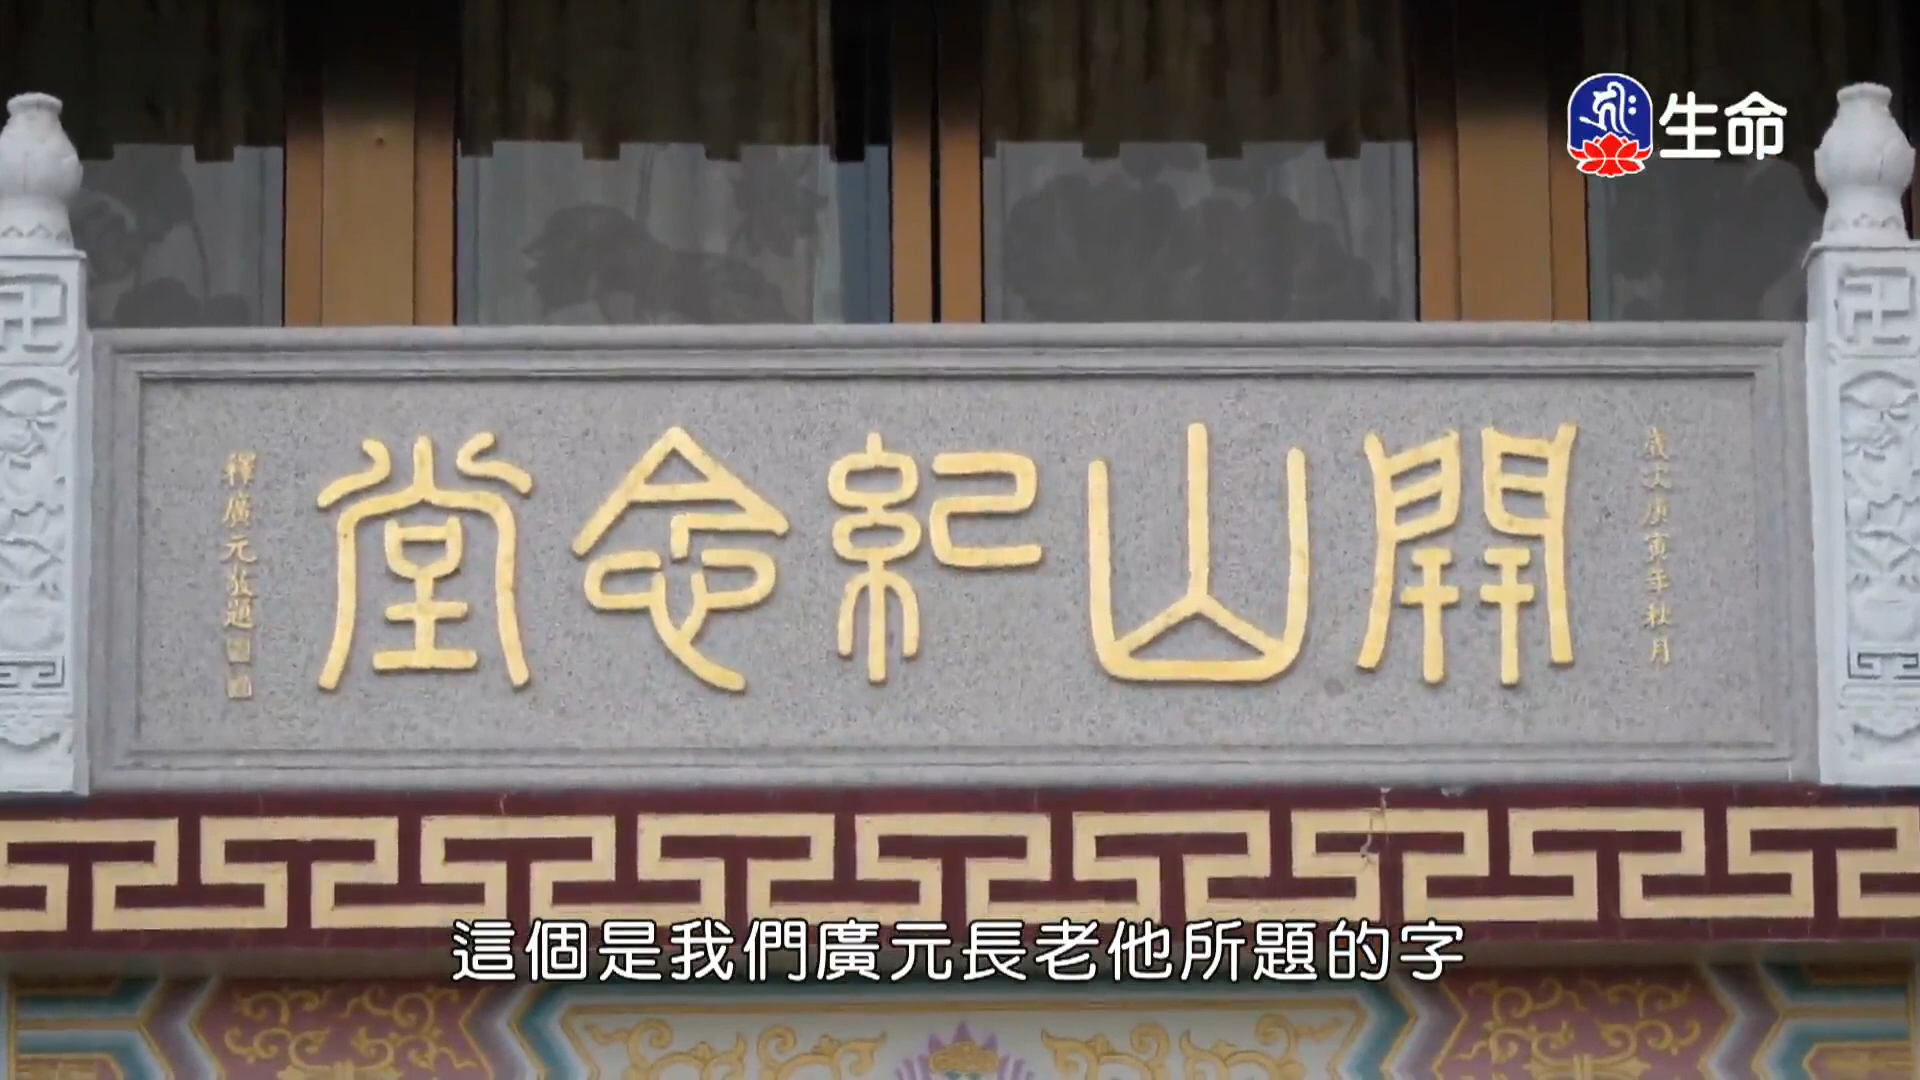 生命
歲次庚寅年秋月
開山紀念堂
釋廣元敬題
這個是我們廣元長老他所題的字